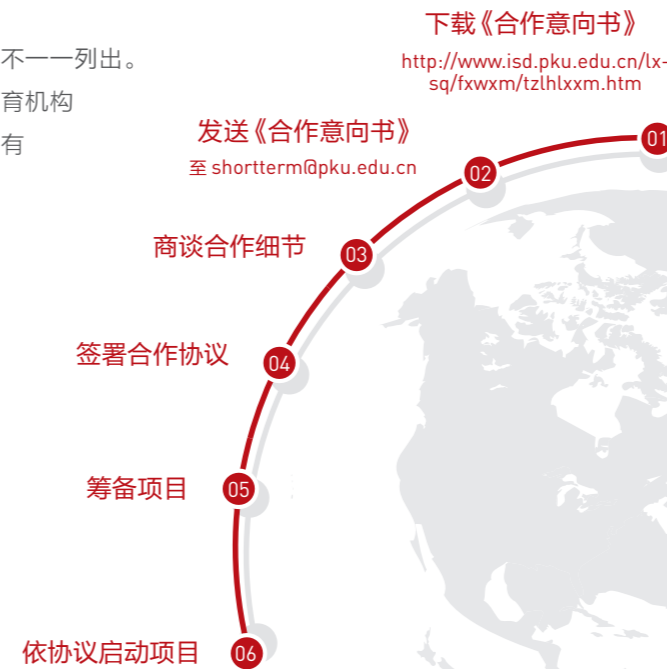 不一一列出。
育机构
有
下载《合作意向书》
http://www.isd.pku.edu.cn/lx-
sq/fxwxm/tzlhlxxm.htm
01
发送《合作意向书》
至 shortterm@pku.edu.cn
02
商谈合作细节
03
签署合作协议
04
筹备项目
05
依协议启动项目
06